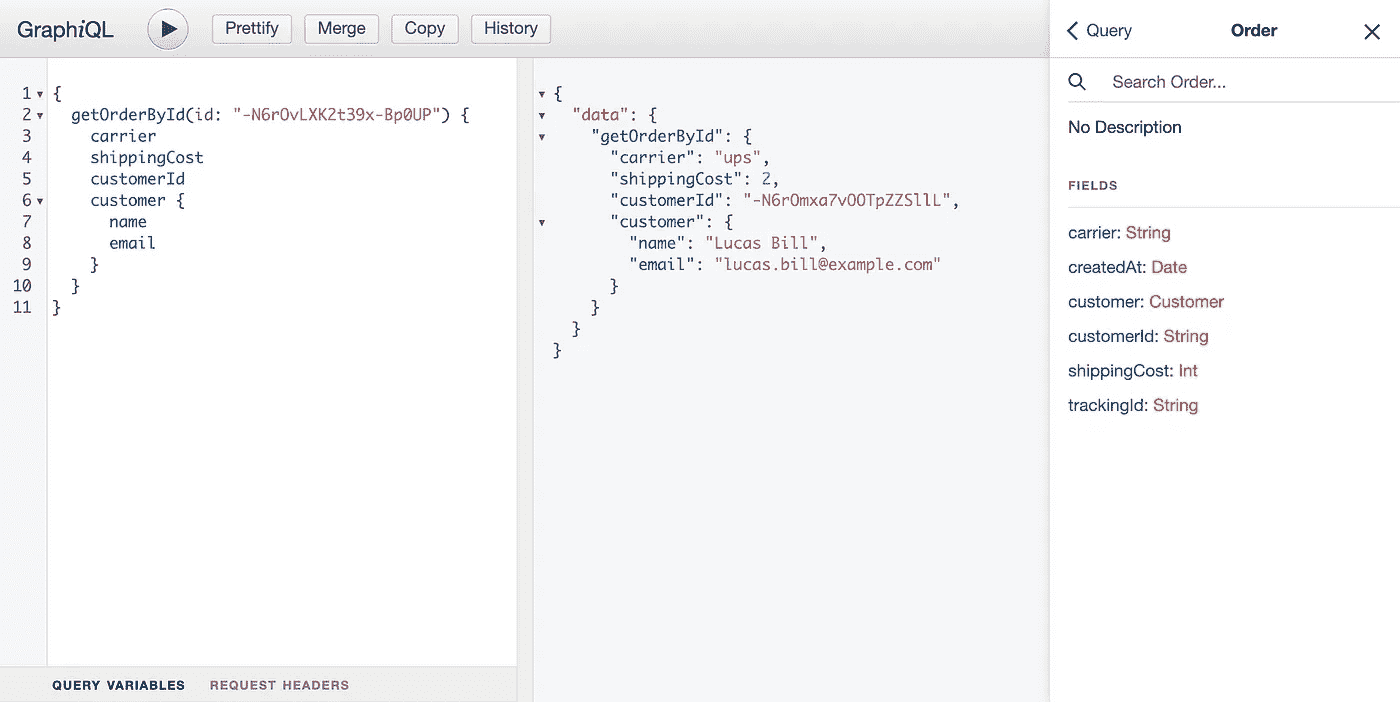 GraphiQL Prettify Merge Copy History
1 {
2 getOrderById(id: "-N6rOvLXK2t39x-Bp0UP") {
3 carrier
4 shippingCost
5 customerId
6 customer {
7 name
8 email
9 }
10 }
11 }
QUERY VARIABLES REQUEST HEADERS
{
"data": {
"getOrderById": {
"carrier": "ups",
"shippingCost": 2,
"customerId": "-N6rOmxa7vOOTpZZSllL",
"customer": {
"name": "Lucas Bill",
"email": "lucas.bill@example.com"
}
}
}
}
Query Order
Search Order...
No Description
FIELDS
carrier: String
createdAt: Date
customer: Customer
customerId: String
shippingCost: Int
trackingId: String